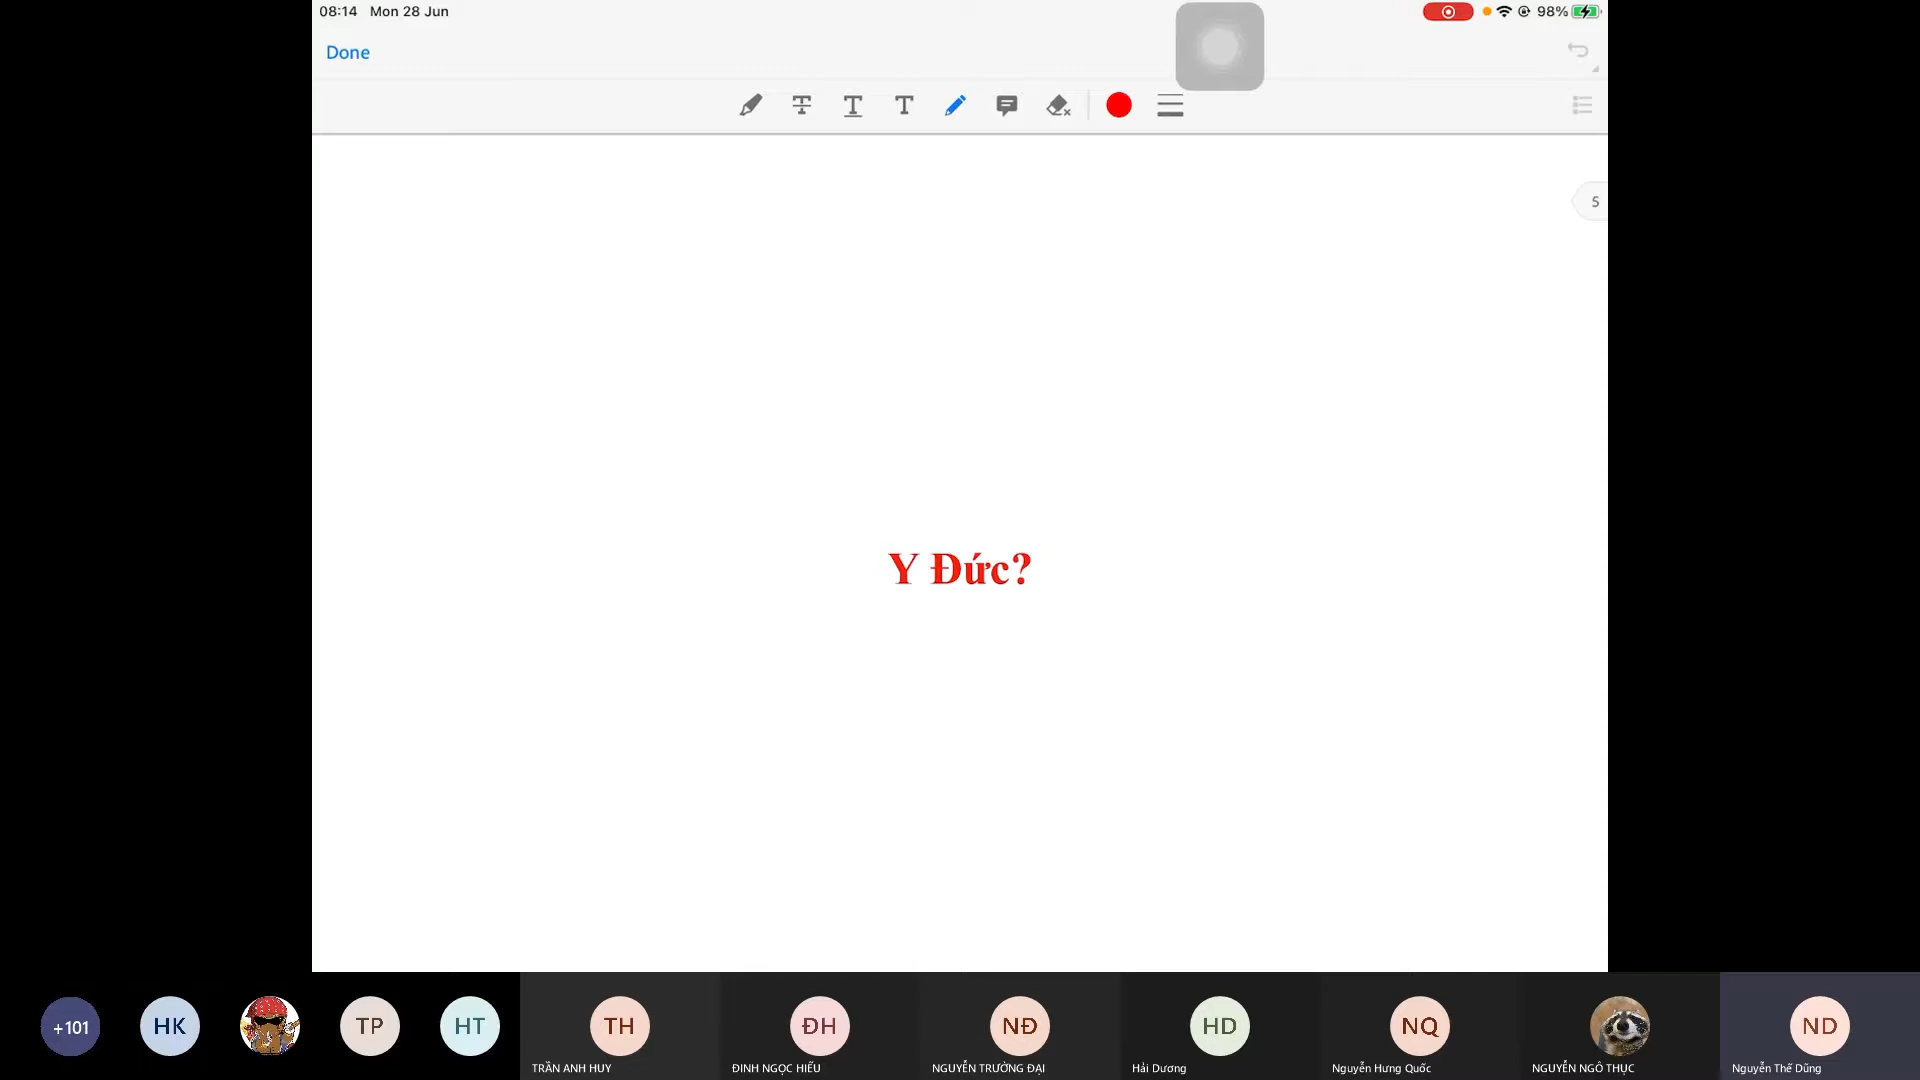 08:14 Mon 28 Jun
98%
Done
5
Y Đức?
+101
HK
TP
HT
TH
ĐH
NĐ
HD
NQ
ND
TRẦN ANH HUY
ĐINH NGỌC HIẾU
NGUYỄN TRƯỜNG ĐẠI
Hải Dương
Nguyễn Hưng Quốc
NGUYỄN NGÔ THỤC
Nguyễn Thế Dũng